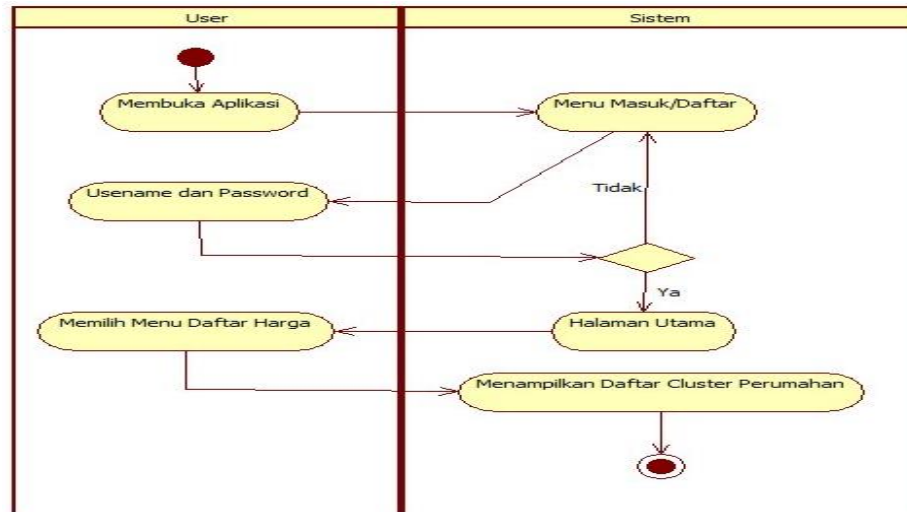 User
Sistem
Membuka Aplikasi
Menu Masuk/Daftar
Usename dan Password
Tidak
Ya
Memilih Menu Daftar Harga
Halaman Utama
Menampilkan Daftar Cluster Perumahan